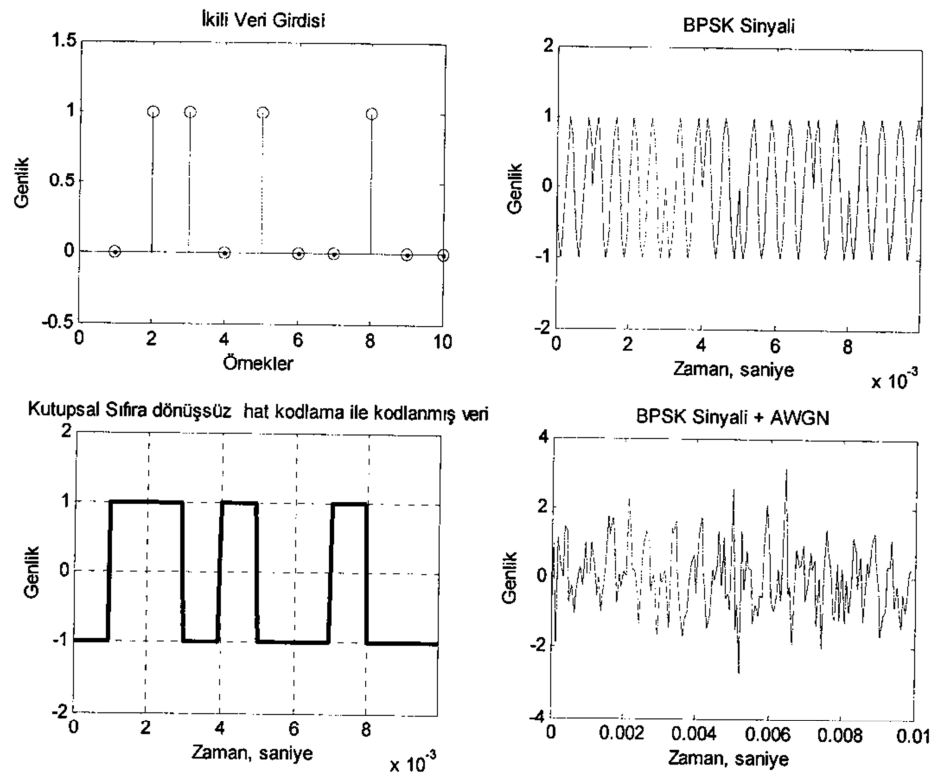 İkili Veri Girdisi
1.5
1
0.5
0
-0.5
Genlik
0 2 4 6 8 10
Örnekler
BPSK Sinyali
2
1
0
-1
-2
Genlik
0 2 4 6 8
Zaman, saniye
x 10-3
Kutupsal Sıfıra dönüşsüz hat kodlama ile kodlanmış veri
2
1
0
-1
-2
Genlik
0 2 4 6 8
Zaman, saniye
x 10-3
BPSK Sinyali + AWGN
4
2
0
-2
-4
Genlik
0 0.002 0.004 0.006 0.008 0.01
Zaman, saniye